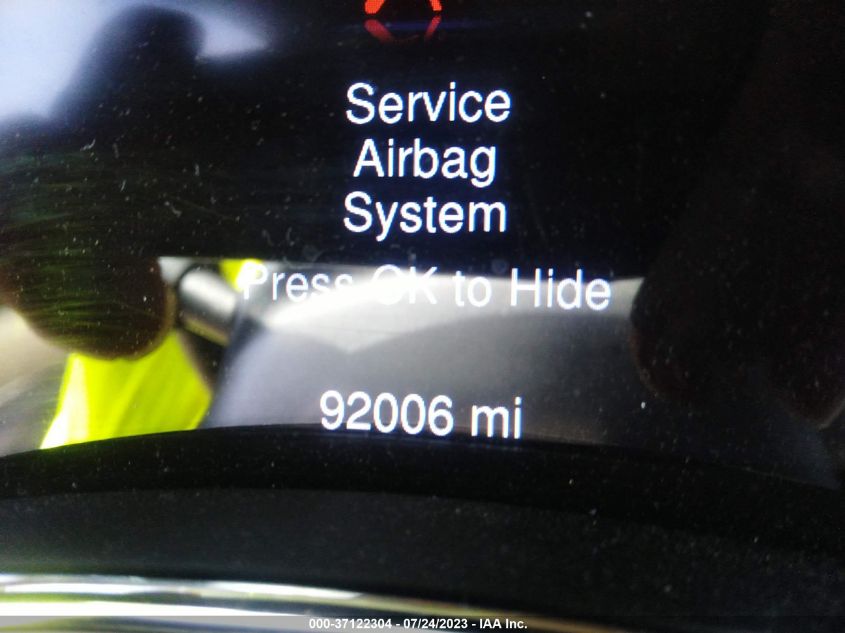 Service
Airbag
System
Press OK to Hide
92006 mi
000-37122304 - 07/24/2023 - IAA Inc.